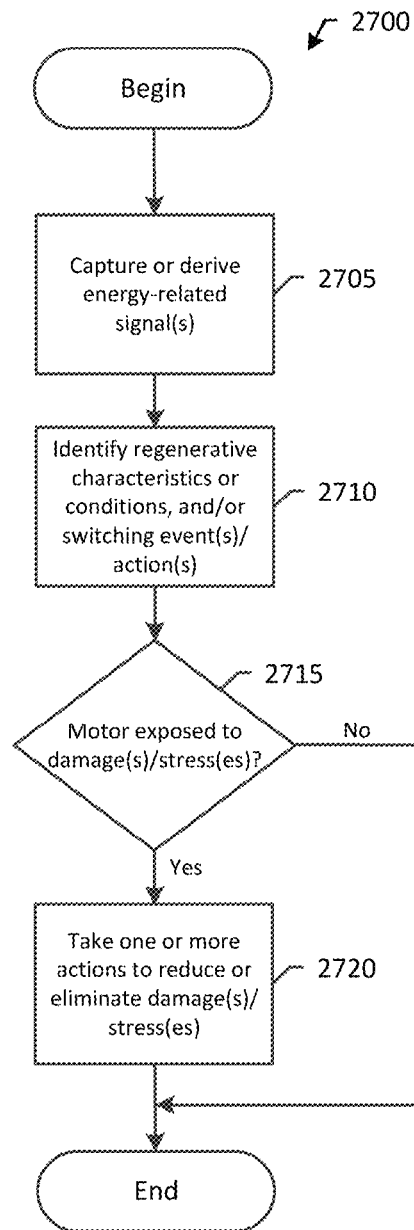 2700
Begin
Capture or derive
energy-related
signal(s)
2705
Identify regenerative
characteristics or
conditions, and/or
switching event(s)/
action(s)
2710
2715
Motor exposed to
damage(s)/stress(es)?
No
Yes
Take one or more
actions to reduce or
eliminate damage(s)/
stress(es)
2720
End